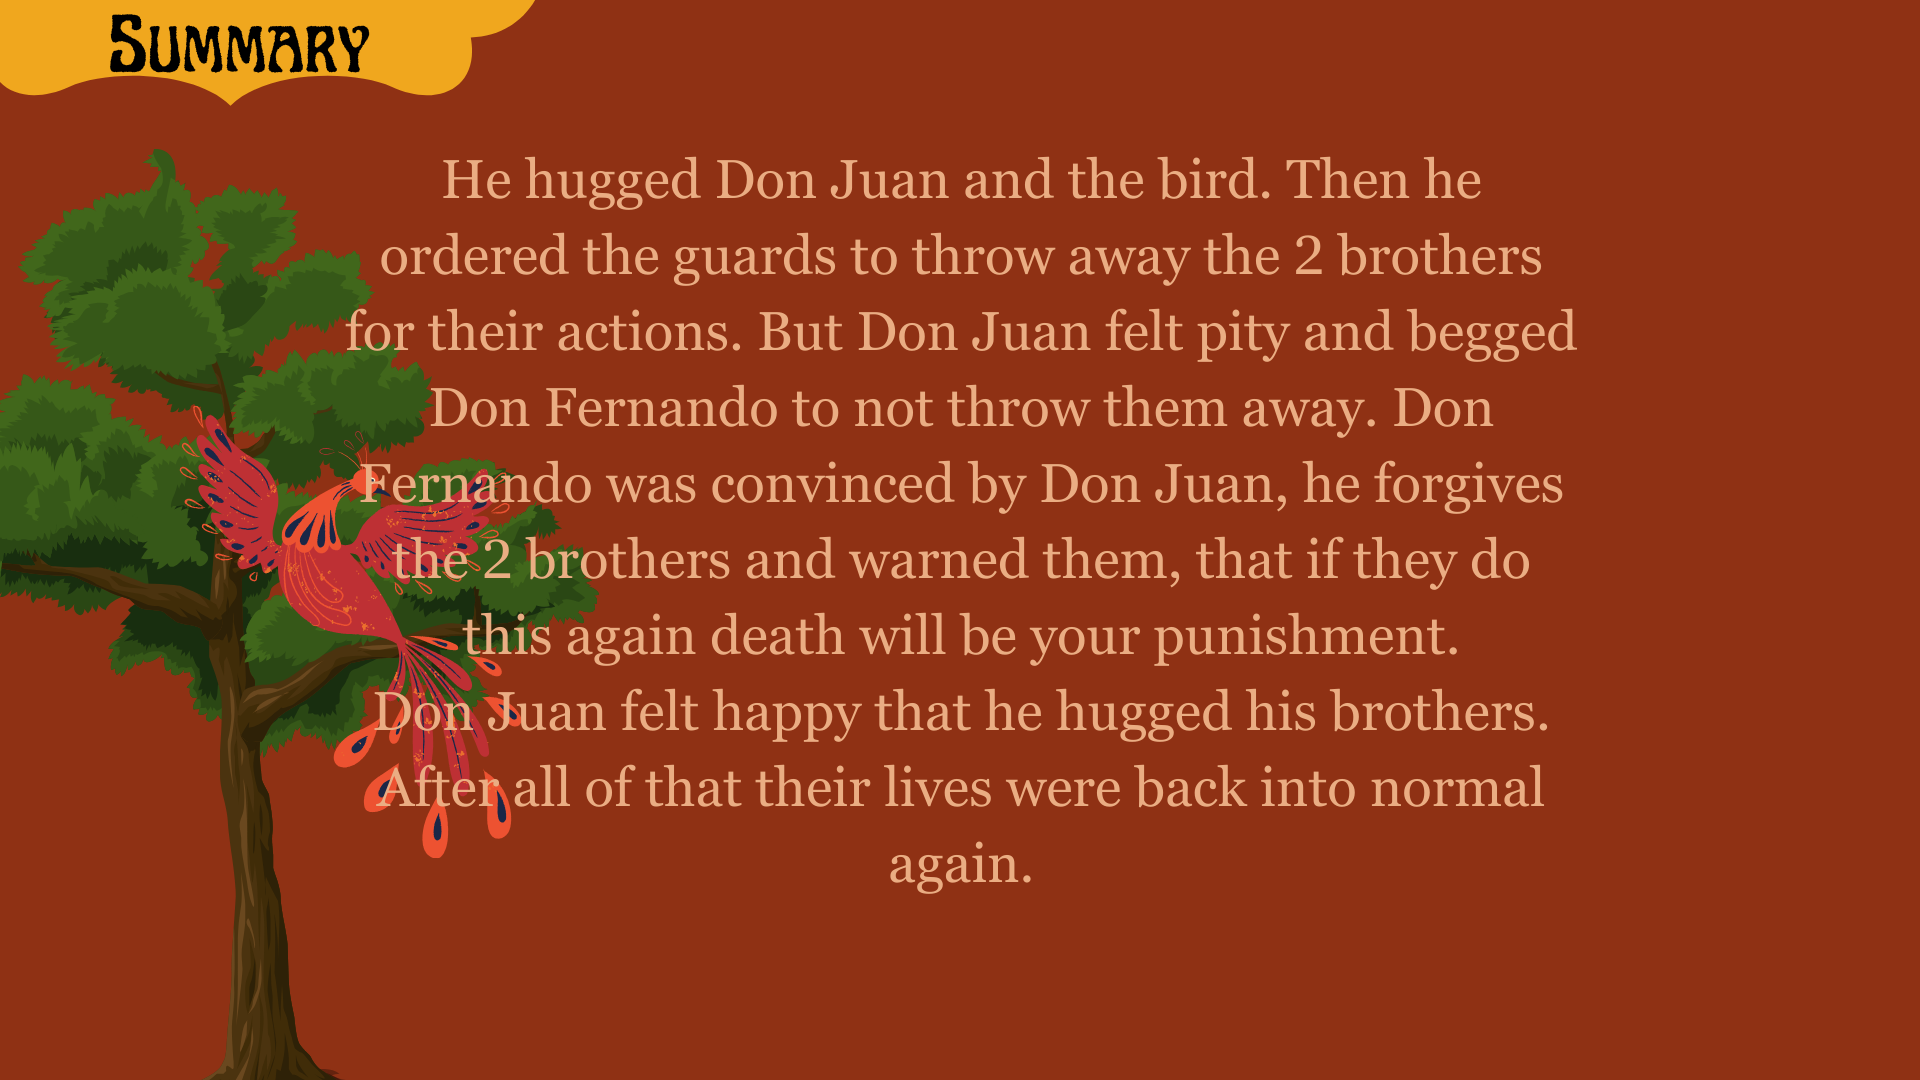 Summary
He hugged Don Juan and the bird. Then he
ordered the guards to throw away the 2 brothers
for their actions. But Don Juan felt pity and begged
Don Fernando to not throw them away. Don
Fernando was convinced by Don Juan, he forgives
the 2 brothers and warned them, that if they do
this again death will be your punishment.
Don Juan felt happy that he hugged his brothers.
After all of that their lives were back into normal
again.